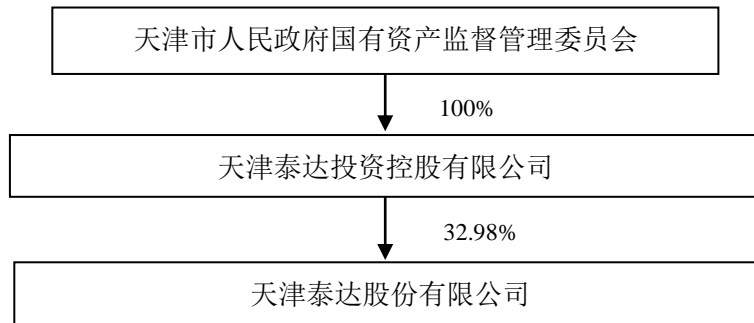 天津市人民政府国有资产监督管理委员会
100%
天津泰达投资控股有限公司
32.98%
天津泰达股份有限公司